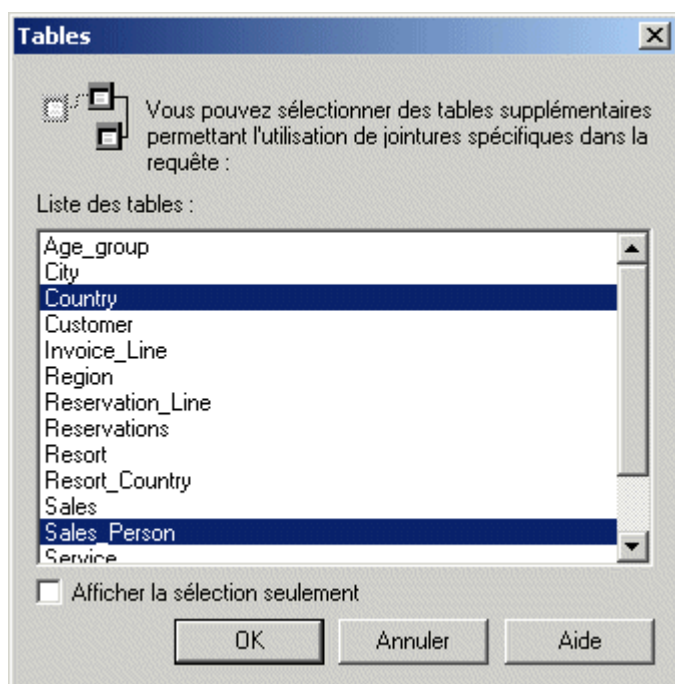 Tables
Vous pouvez sélectionner des tables supplémentaires
permettant l'utilisation de jointures spécifiques dans la
requête :
Liste des tables :
Age_group
City
Country
Customer
Invoice_Line
Region
Reservation_Line
Reservations
Resort
Resort_Country
Sales
Sales_Person
Service
Afficher la sélection seulement
OK
Annuler
Aide